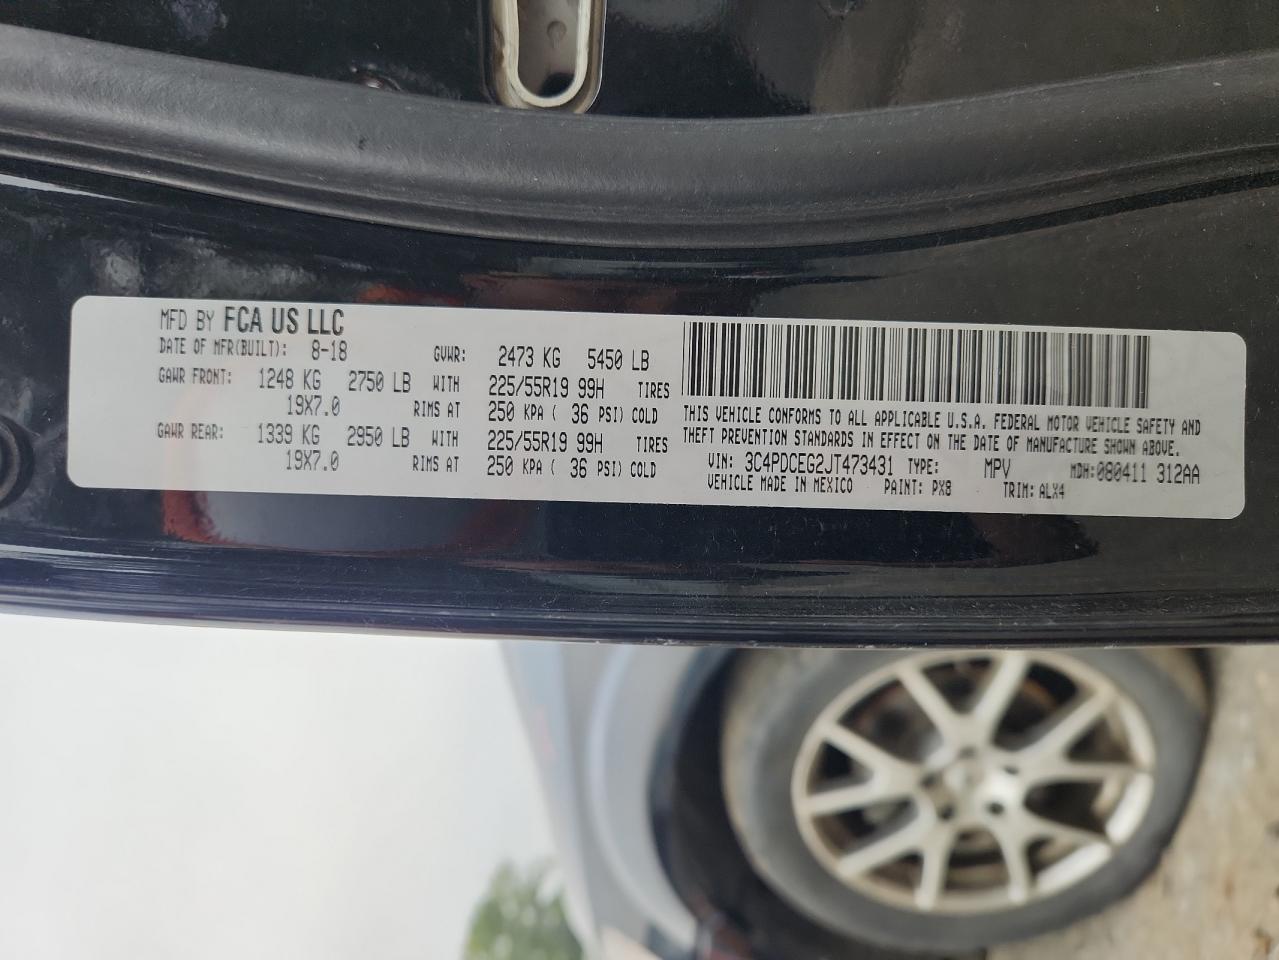 MFD BY FCA US LLC
DATE OF MFR(BUILT): 8-18 GVWR: 2473 KG 5450 LB
GAWR FRONT: 1248 KG 2750 LB WITH 225/55R19 99H TIRES
19X7.0 RIMS AT 250 KPA ( 36 PSI) COLD
GAWR REAR: 1339 KG 2950 LB WITH 225/55R19 99H TIRES
19X7.0 RIMS AT 250 KPA ( 36 PSI) COLD
THIS VEHICLE CONFORMS TO ALL APPLICABLE U.S.A. FEDERAL MOTOR VEHICLE SAFETY AND
THEFT PREVENTION STANDARDS IN EFFECT ON THE DATE OF MANUFACTURE SHOWN ABOVE.
VIN: 3C4PDCEG2JT473431 TYPE: MPV MDH:080411 312AA
VEHICLE MADE IN MEXICO PAINT: PX8 TRIM: ALX4